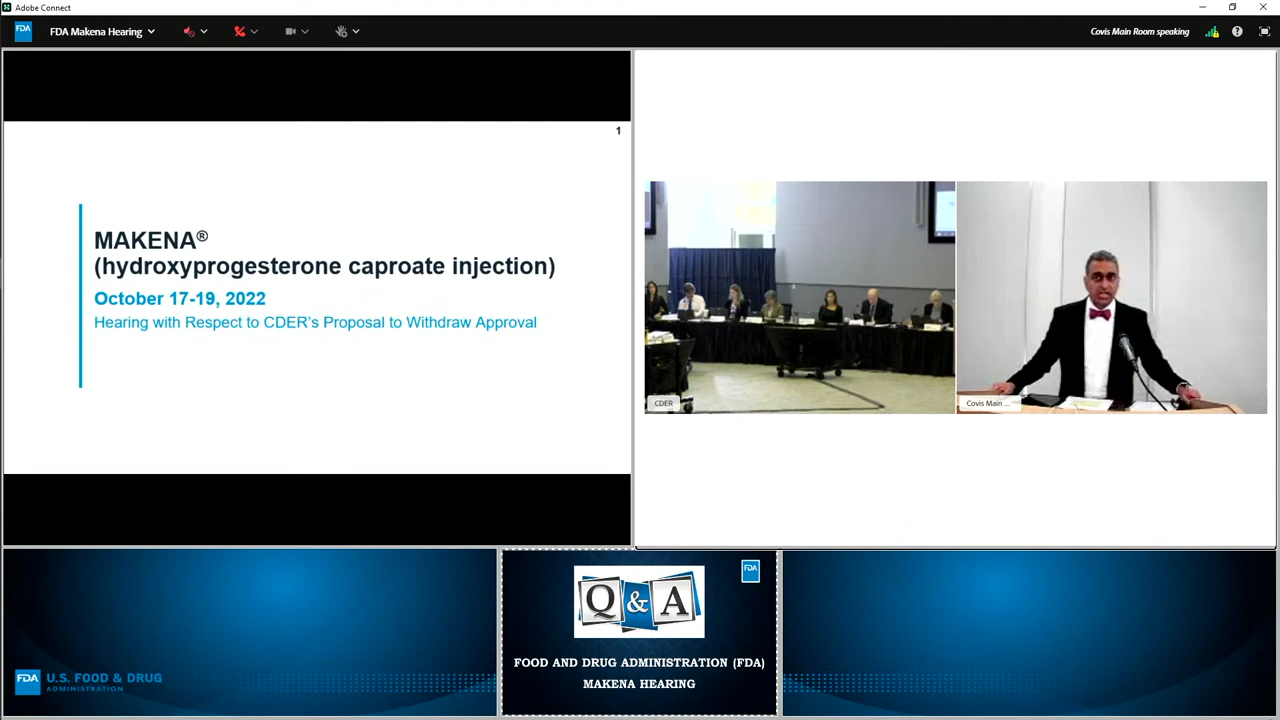 Adobe Connect
FDA
FDA Makena Hearing
Covis Main Room speaking
1
MAKENA®
(hydroxyprogesterone caproate injection)
October 17-19, 2022
Hearing with Respect to CDER's Proposal to Withdraw Approval
CDER
Covis Main ...
FDA
Q & A
FOOD AND DRUG ADMINISTRATION (FDA)
MAKENA HEARING
FDA U.S. FOOD & DRUG
ADMINISTRATION